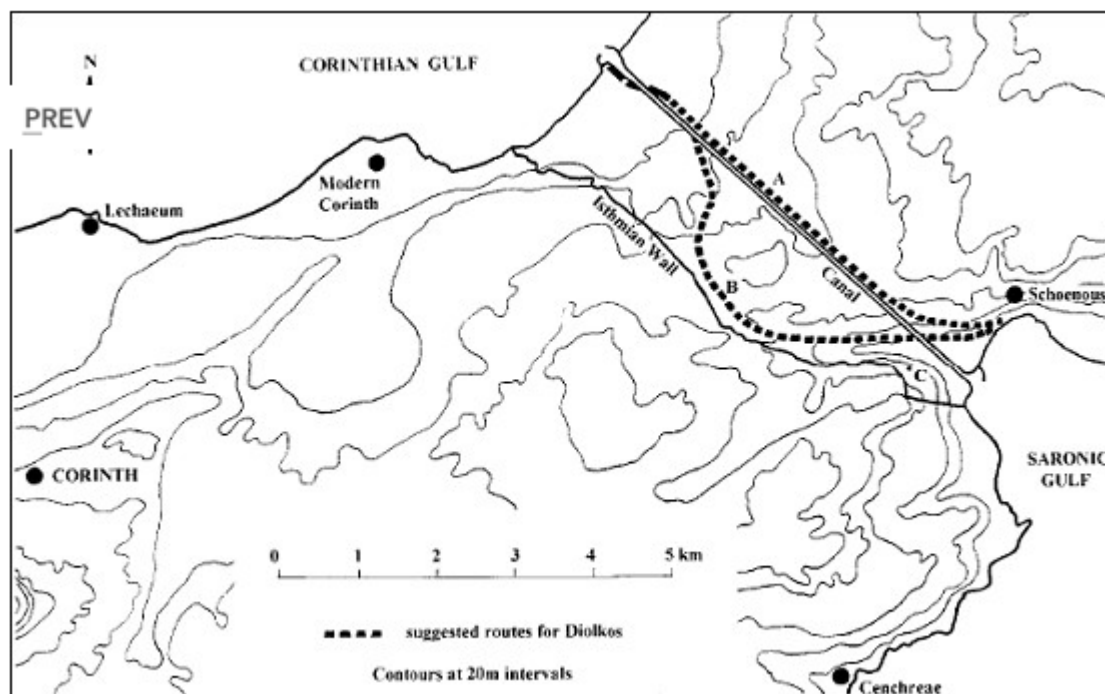 CORINTHIAN GULF
N
PREV
Modern
Corinth
Lechaeum
A
Isthmian Wall
B
Canal
Schoenous
C
CORINTH
SARONIC
GULF
0 1 2 3 4 5 km
suggested routes for Diolkos
Contours at 20m intervals
Cenchreae